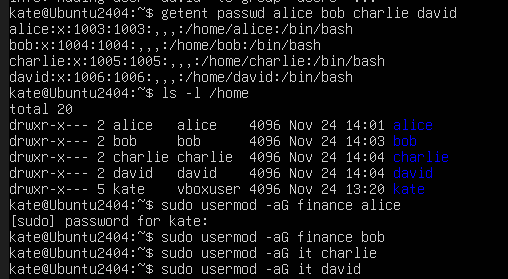 kate@Ubuntu2404:~$ getent passwd alice bob charlie david
alice:x:1003:1003:,,,:/home/alice:/bin/bash
bob:x:1004:1004:,,,:/home/bob:/bin/bash
charlie:x:1005:1005:,,,:/home/charlie:/bin/bash
david:x:1006:1006:,,,:/home/david:/bin/bash
kate@Ubuntu2404:~$ ls -l /home
total 20
drwxr-x--- 2 alice   alice    4096 Nov 24 14:01 alice
drwxr-x--- 2 bob     bob      4096 Nov 24 14:03 bob
drwxr-x--- 2 charlie charlie  4096 Nov 24 14:04 charlie
drwxr-x--- 2 david   david    4096 Nov 24 14:04 david
drwxr-x--- 5 kate    vboxuser 4096 Nov 24 13:20 kate
kate@Ubuntu2404:~$ sudo usermod -aG finance alice
[sudo] password for kate:
kate@Ubuntu2404:~$ sudo usermod -aG finance bob
kate@Ubuntu2404:~$ sudo usermod -aG it charlie
kate@Ubuntu2404:~$ sudo usermod -aG it david